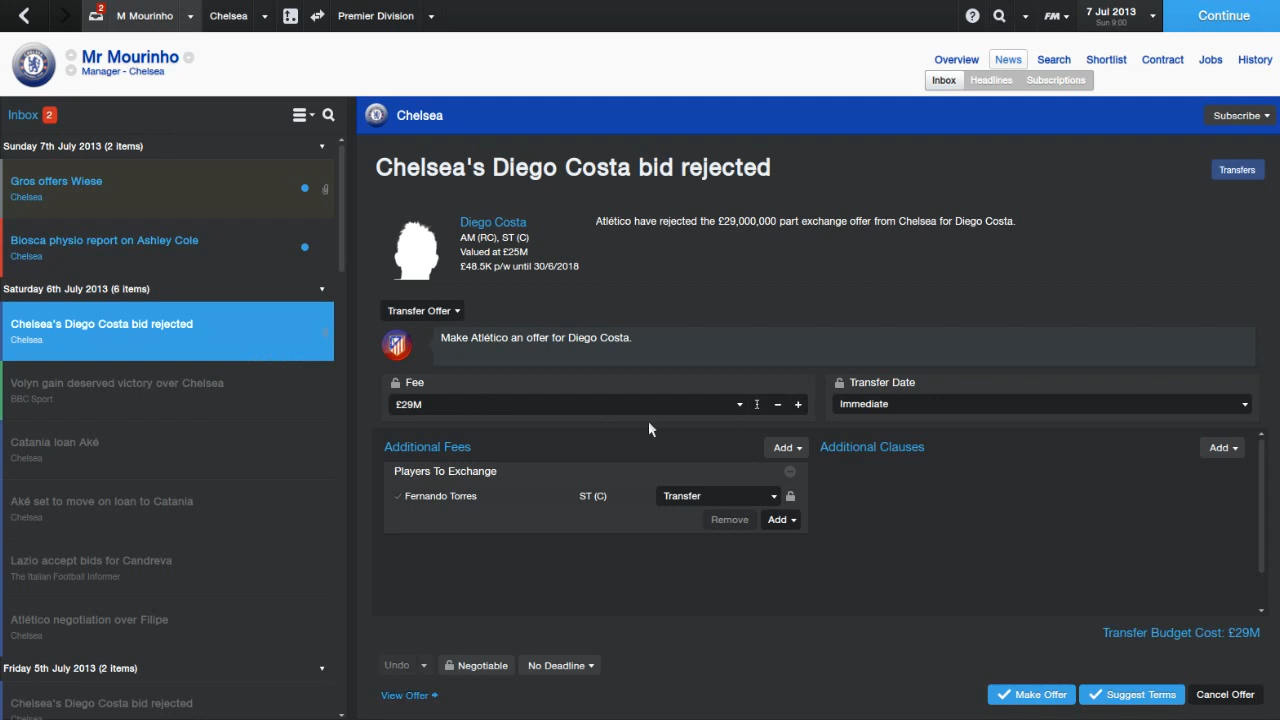 2
M Mourinho
Chelsea
Premier Division
FM
7 Jul 2013
Sun 9:00
Continue
Mr Mourinho
Manager - Chelsea
Overview
News
Search
Shortlist
Contract
Jobs
History
Inbox
Headlines
Subscriptions
Inbox 2
Sunday 7th July 2013 (2 items)
Gros offers Wiese
Chelsea
Biosca physio report on Ashley Cole
Chelsea
Saturday 6th July 2013 (6 items)
Chelsea's Diego Costa bid rejected
Chelsea
Volyn gain deserved victory over Chelsea
BBC Sport
Catania loan Aké
Chelsea
Aké set to move on loan to Catania
Chelsea
Lazio accept bids for Candreva
The Italian Football Informer
Atlético negotiation over Filipe
Chelsea
Friday 5th July 2013 (2 items)
Chelsea's Diego Costa bid rejected
Chelsea
Chelsea
Subscribe
Chelsea's Diego Costa bid rejected
Transfers
Diego Costa
AM (RC), ST (C)
Valued at £25M
£48.5K p/w until 30/6/2018
Atlético have rejected the £29,000,000 part exchange offer from Chelsea for Diego Costa.
Transfer Offer
Make Atlético an offer for Diego Costa.
Fee
£29M
Transfer Date
Immediate
Additional Fees
Add
Players To Exchange
Fernando Torres
ST (C)
Transfer
Remove
Add
Additional Clauses
Add
Transfer Budget Cost: £29M
Undo
Negotiable
No Deadline
View Offer
Make Offer
Suggest Terms
Cancel Offer